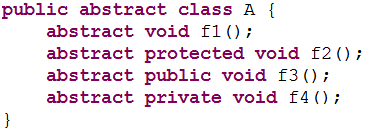 public abstract class A {
    abstract void f1();
    abstract protected void f2();
    abstract public void f3();
    abstract private void f4();
}